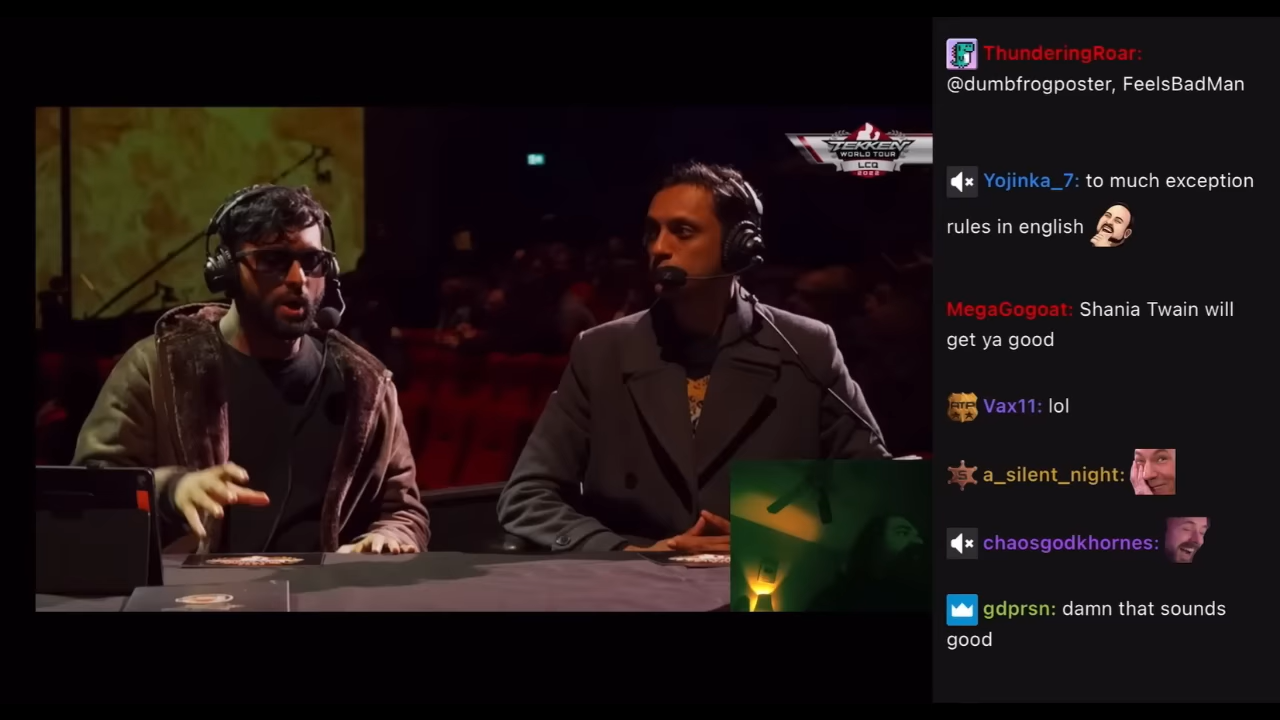 TEKKEN
WORLD TOUR
LCQ
2022
ThunderingRoar:
@dumbfrogposter, FeelsBadMan
Yojinka_7: to much exception
rules in english
MegaGogoat: Shania Twain will
get ya good
RTP
Vax11: lol
S
a_silent_night:
chaosgodkhornes:
gdprsn: damn that sounds
good